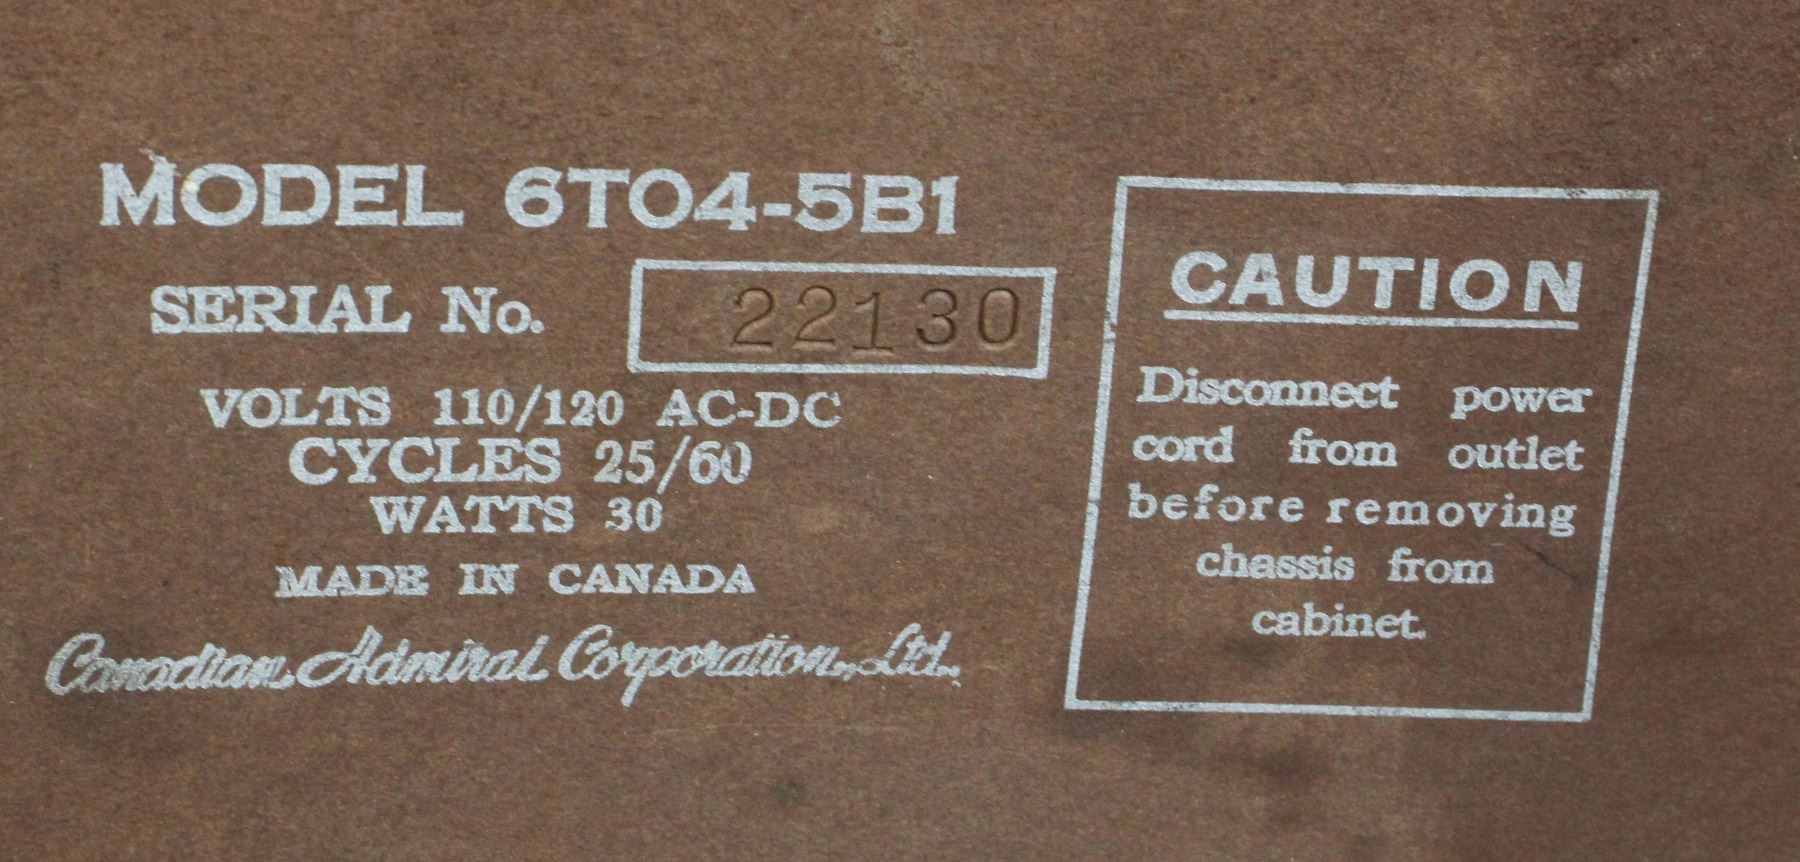 MODEL 6T04-5B1
SERIAL No. 22130
VOLTS 110/120 AC-DC
CYCLES 25/60
WATTS 30
MADE IN CANADA
Canadian Admiral Corporation, Ltd.
CAUTION
Disconnect power
cord from outlet
before removing
chassis from
cabinet.